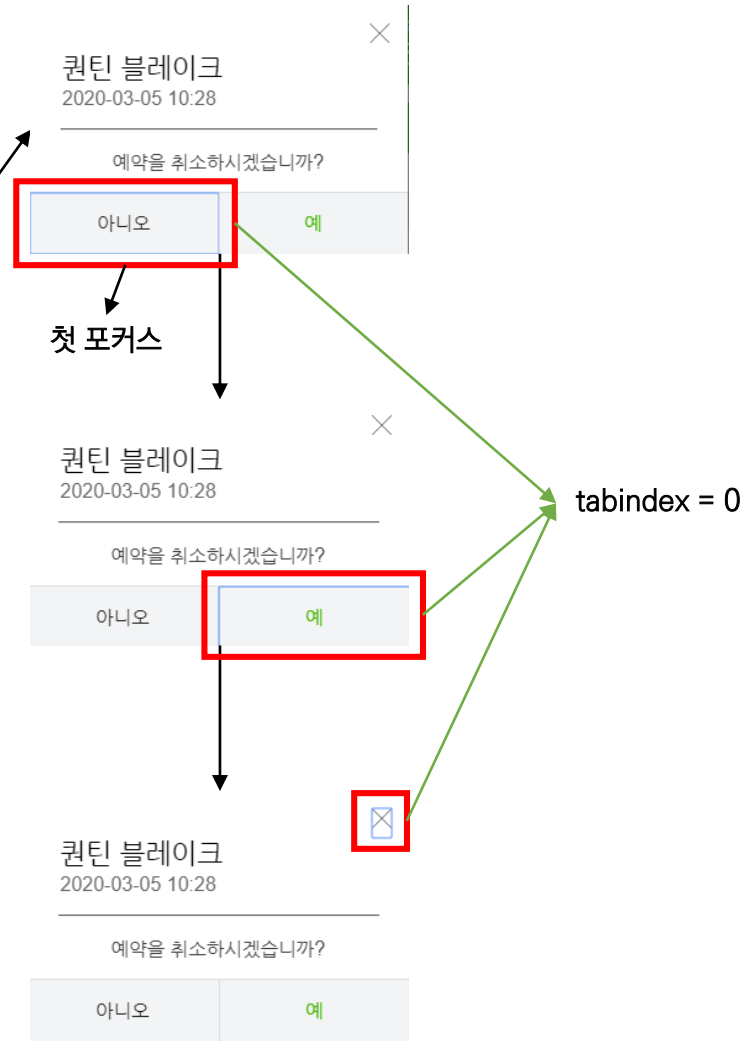 퀀틴 블레이크
2020-03-05 10:28
예약을 취소하시겠습니까?
아니오
예
첫 포커스
퀀틴 블레이크
2020-03-05 10:28
tabindex = 0
예약을 취소하시겠습니까?
아니오
예
퀀틴 블레이크
2020-03-05 10:28
예약을 취소하시겠습니까?
아니오
예